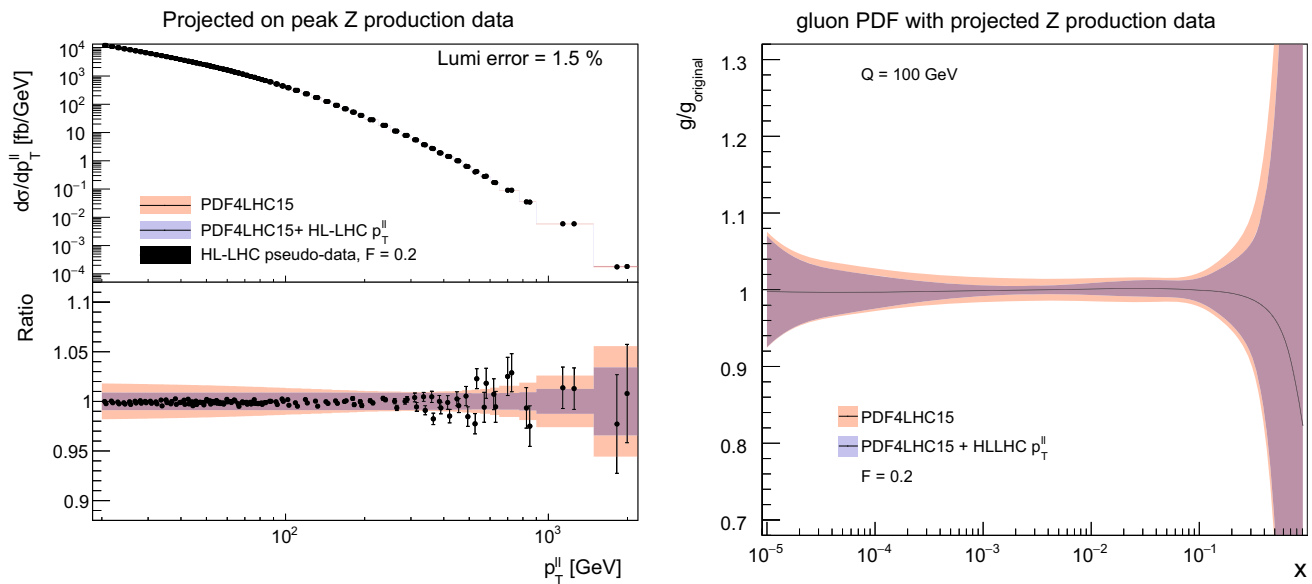 Projected on peak Z production data
dσ/dp_T^ll [fb/GeV]
10^4
10^3
10^2
10
1
10^−1
10^−2
10^−3
10^−4
Lumi error = 1.5 %
PDF4LHC15
PDF4LHC15+ HL-LHC p_T^ll
HL-LHC pseudo-data, F = 0.2
Ratio
1.1
1.05
1
0.95
0.9
10^2
10^3
p_T^ll [GeV]
gluon PDF with projected Z production data
g/g_original
1.3
1.2
1.1
1
0.9
0.8
0.7
Q = 100 GeV
PDF4LHC15
PDF4LHC15 + HLLHC p_T^ll
F = 0.2
10^−5
10^−4
10^−3
10^−2
10^−1
1
x